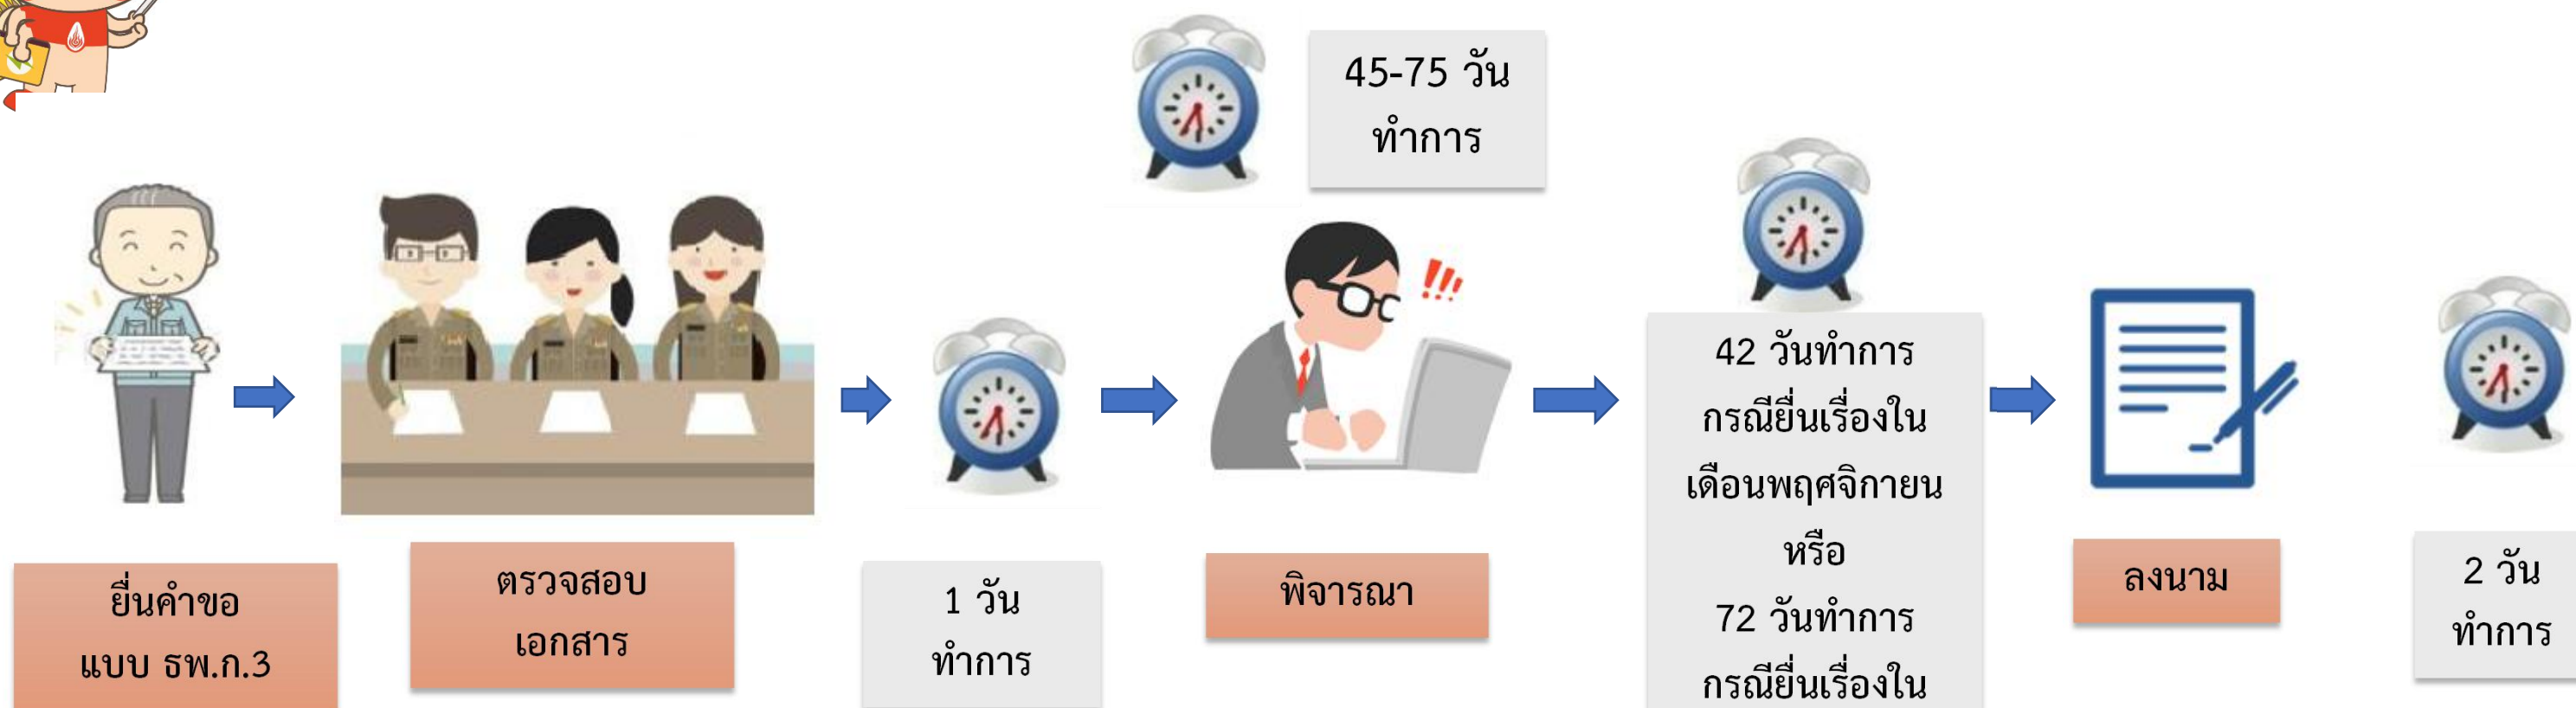 45-75 วัน
ทำการ
ยื่นคำขอ
แบบ ธพ.ก.3
ตรวจสอบ
เอกสาร
1 วัน
ทำการ
พิจารณา
42 วันทำการ
กรณียื่นเรื่องใน
เดือนพฤศจิกายน
หรือ
72 วันทำการ
กรณียื่นเรื่องใน
ลงนาม
2 วัน
ทำการ